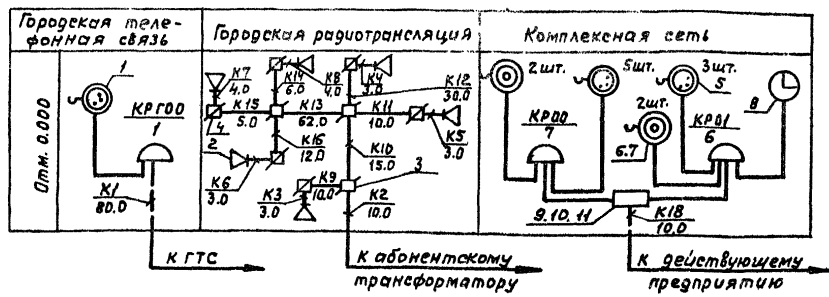 Городская теле-
фонная связь
Городская радиотрансляция
Комплексная сеть
Отм. 0.000
1
КРГ00
1
К1
80.0
К7
4.0
К14
6.0
К8
4.0
К4
3.0
К12
30.0
К15
5.0
К13
62.0
К11
10.0
4
2
К16
12.0
К5
3.0
К6
3.0
К10
15.0
К9
10.0
3
К3
3.0
К2
10.0
2шт.
5шт.
3шт.
5
8
2шт.
КР00
7
КР01
6
6.7
9.10.11
К18
10.0
К ГТС
К абонентскому
трансформатору
К действующему
предприятию